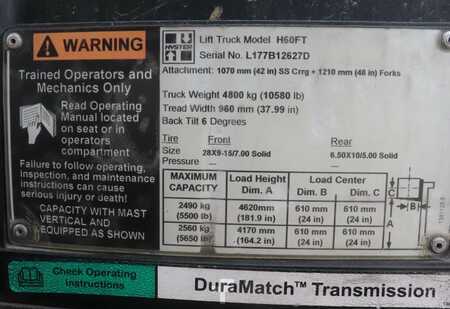 WARNING
Trained Operators and
Mechanics Only
Read Operating
Manual located
on seat or in
operators
compartment
Failure to follow operating,
Inspection, and maintenance
instructions can cause
serious injury or death!
CAPACITY WITH MAST
VERTICAL AND
EQUIPPED AS SHOWN
HYSTER
Lift Truck Model H60FT
Serial No. L177B12627D
Attachment: 1070 mm (42 in) SS Crrg + 1210 mm (48 in) Forks
Truck Weight 4800 kg (10580 lb)
Tread Width 960 mm (37.99 in)
Back Tilt 6 Degrees
Tire Front Rear
Size 28X9-15/7.00 Solid 6.50X10/5.00 Solid
Pressure --- ---
MAXIMUM CAPACITY Load Height Dim. A Load Center Dim. B Dim. C
2490 kg 4620mm 610 mm 610 mm
(5500 lb) (181.9 in) (24 in) (24 in)
2560 kg 4170 mm 610 mm 610 mm
(5650 lb) (164.2 in) (24 in) (24 in)
C
B
A
Check Operating
Instructions
DuraMatch™ Transmission